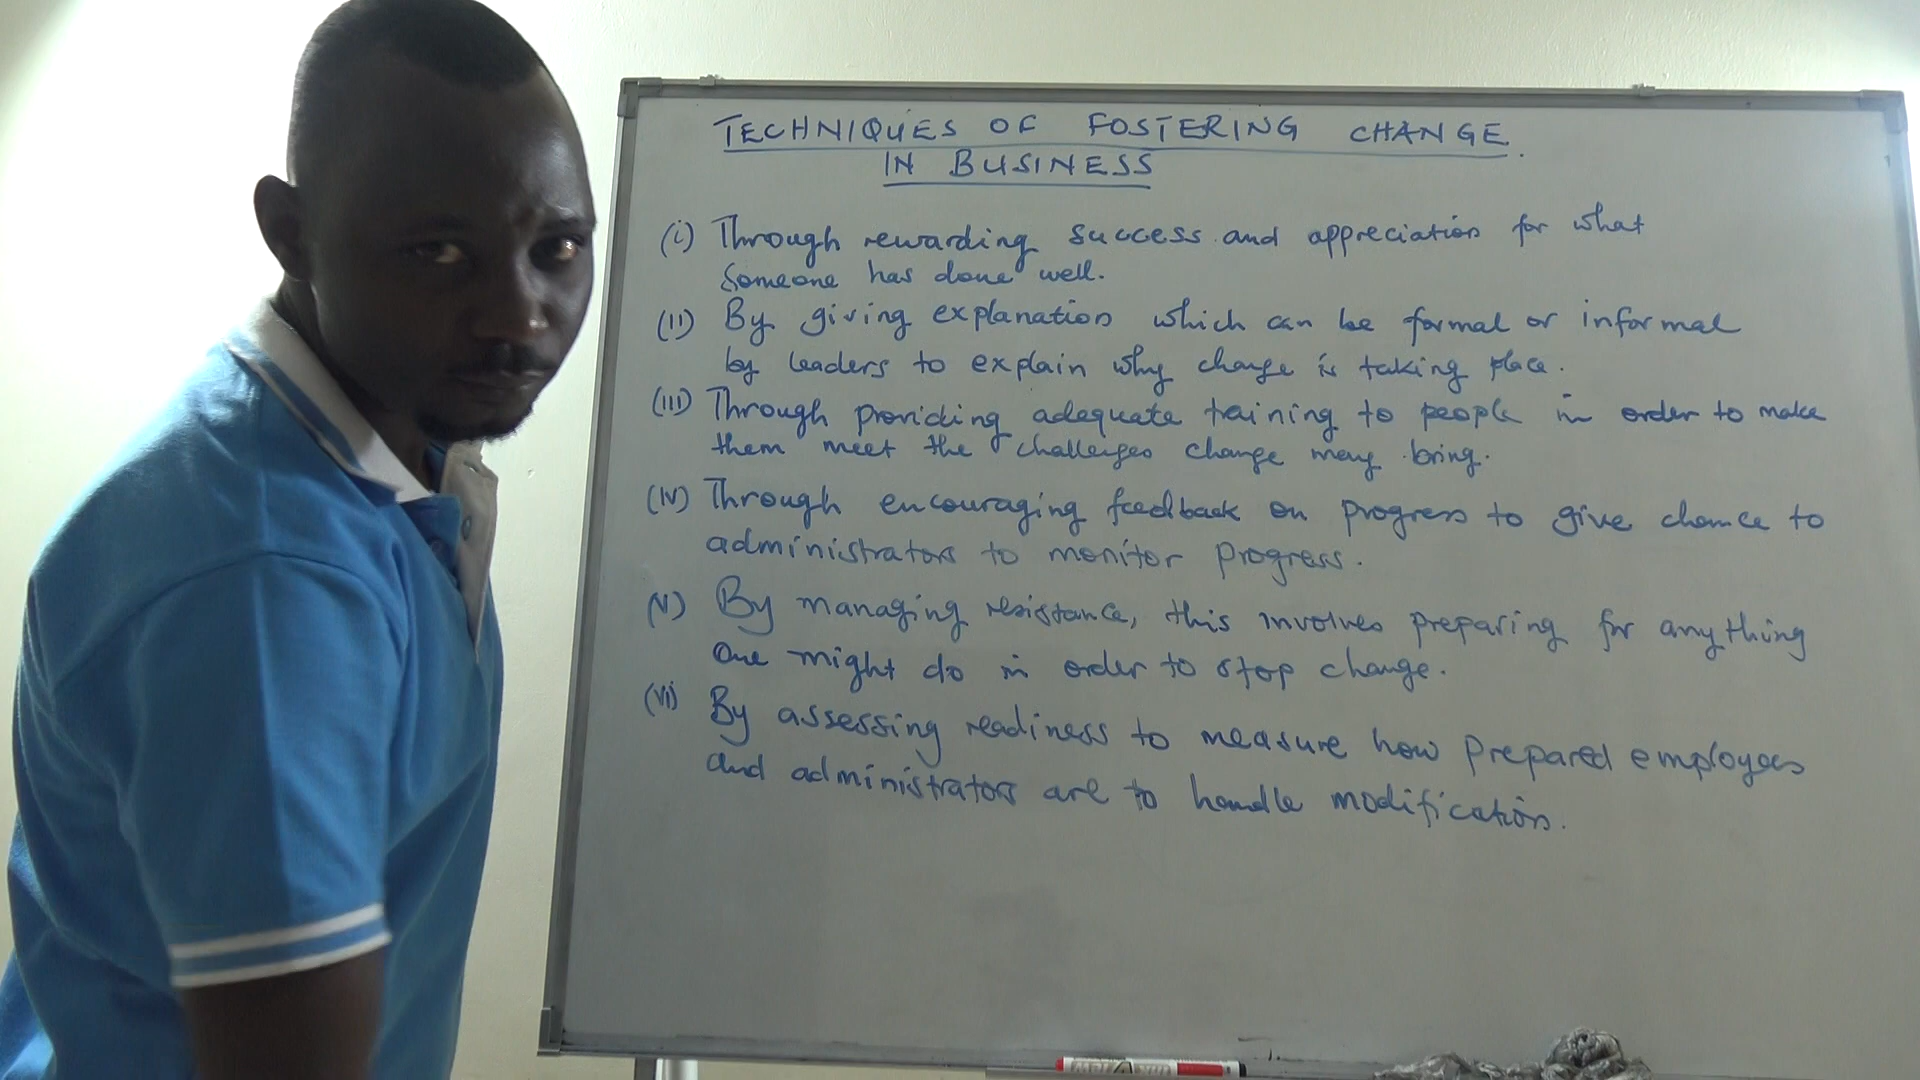 TECHNIQUES OF FOSTERING CHANGE.
IN BUSINESS
(i) Through rewarding success and appreciation for what
someone has done well.
(II) By giving explanation which can be formal or informal
by leaders to explain why change is taking place.
(III) Through providing adequate training to people in order to make
them meet the challenges change may bring.
(IV) Through encouraging feedback on progress to give chance to
administrators to monitor progress.
(V) By managing resistance, this involves preparing for anything
one might do in order to stop change.
(VI) By assessing readiness to measure how prepared employees
and administrators are to handle modification.